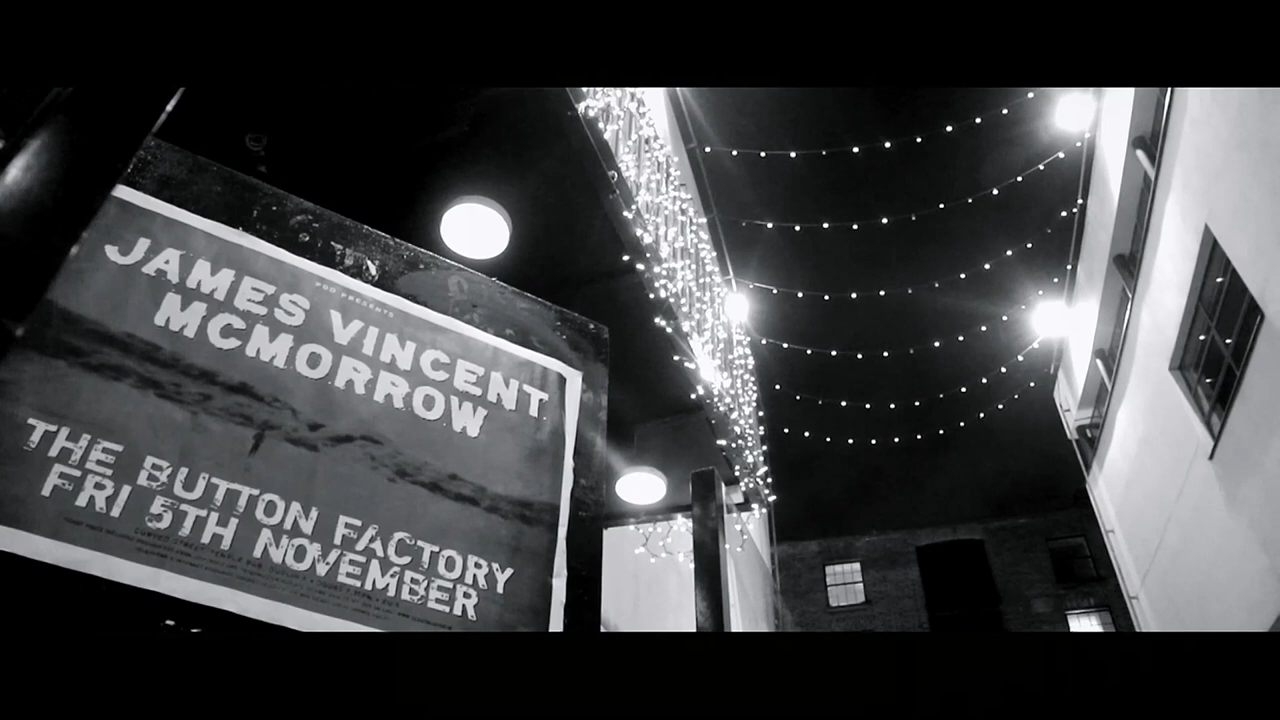 POD PRESENTS
JAMES VINCENT
MCMORROW
THE BUTTON FACTORY
FRI 5TH NOVEMBER